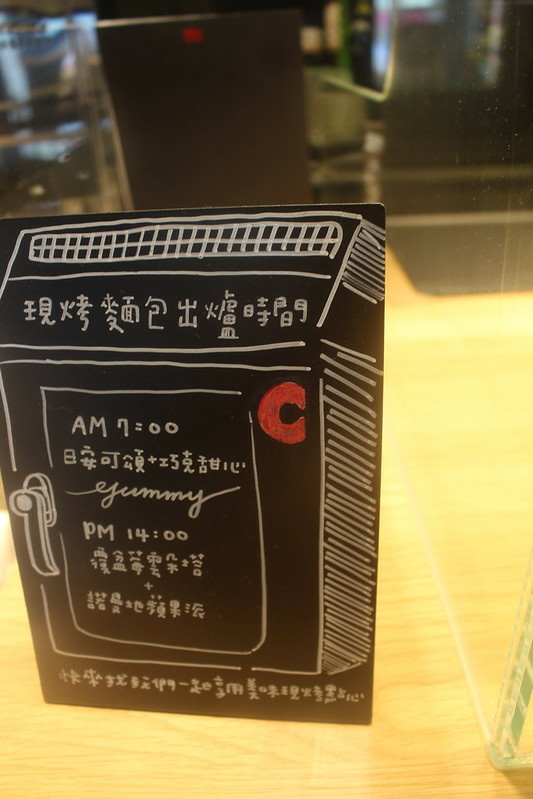 現烤麵包出爐時間
AM 7:00
日安可頌+巧克甜心
yummy
PM 14:00
覆盆莓雲朵塔
+
諾曼地蘋果派
快來找我們一起享用美味現烤點心